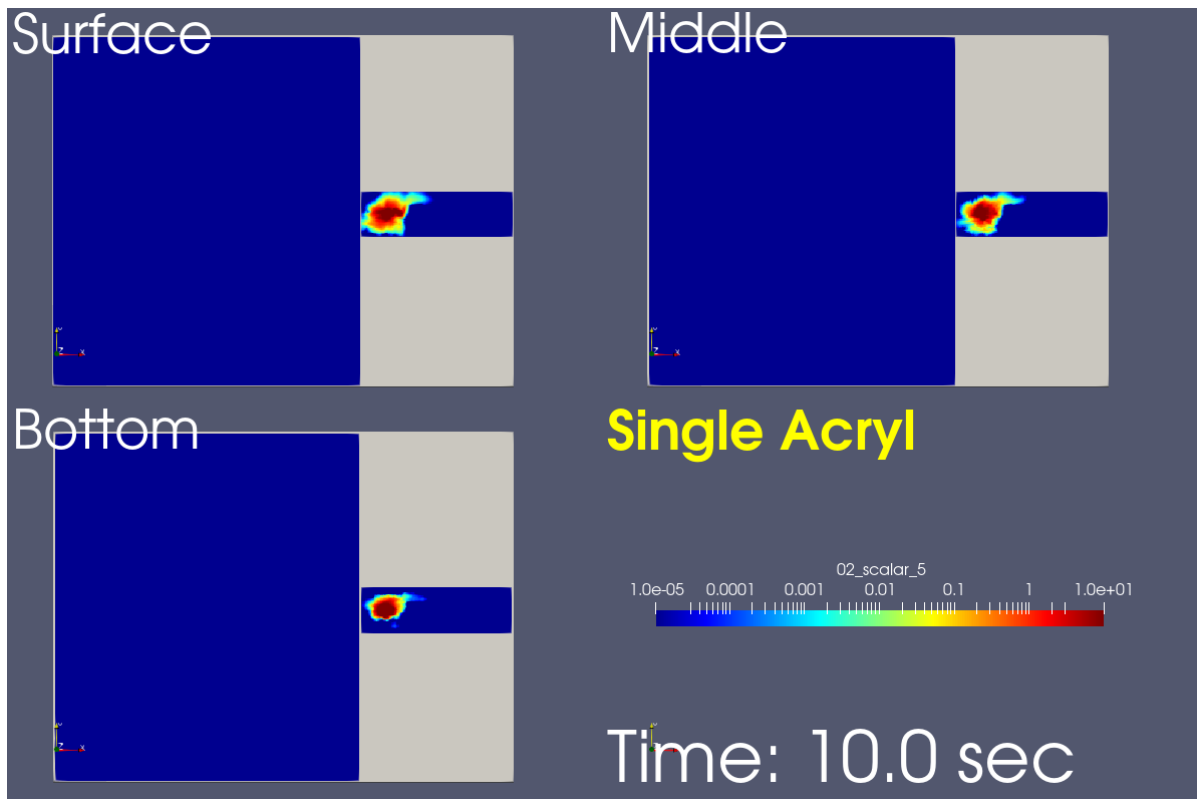 Surface
Middle
Bottom
Single Acryl
02_scalar_5
1.0e-05 0.0001 0.001 0.01 0.1 1 1.0e+01
Time: 10.0 sec